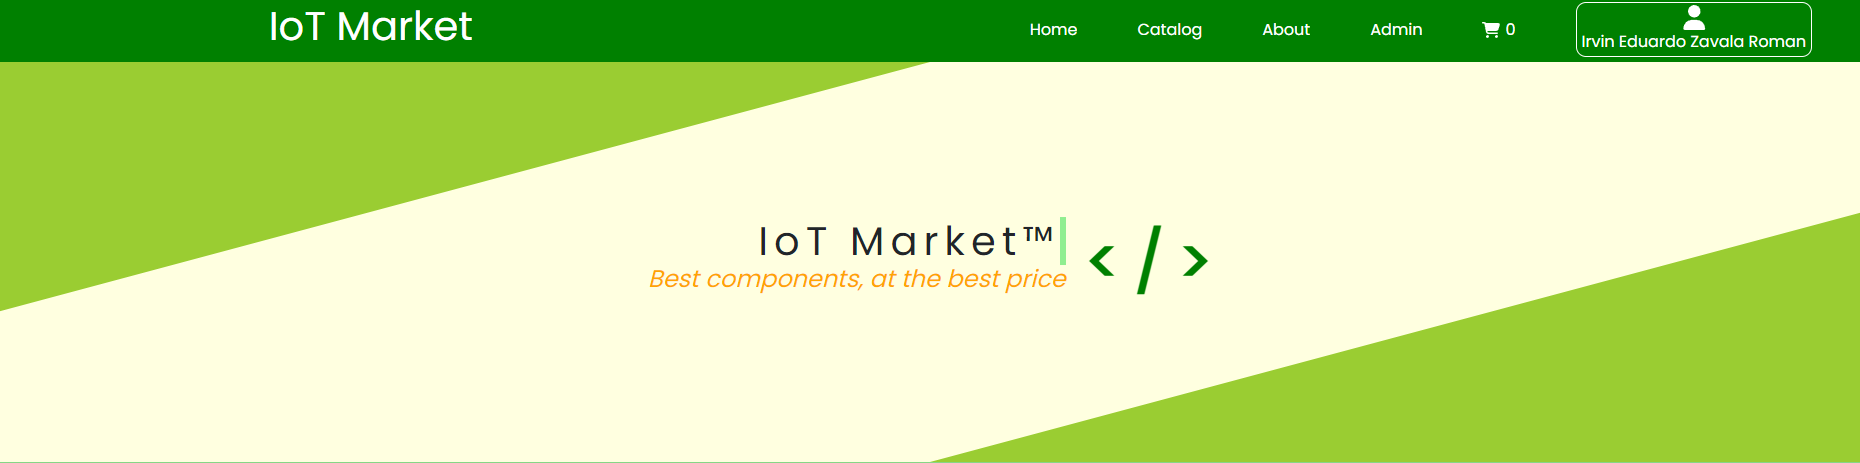 IoT Market
Home Catalog About Admin 0
Irvin Eduardo Zavala Roman
IoT Market™
Best components, at the best price
</>